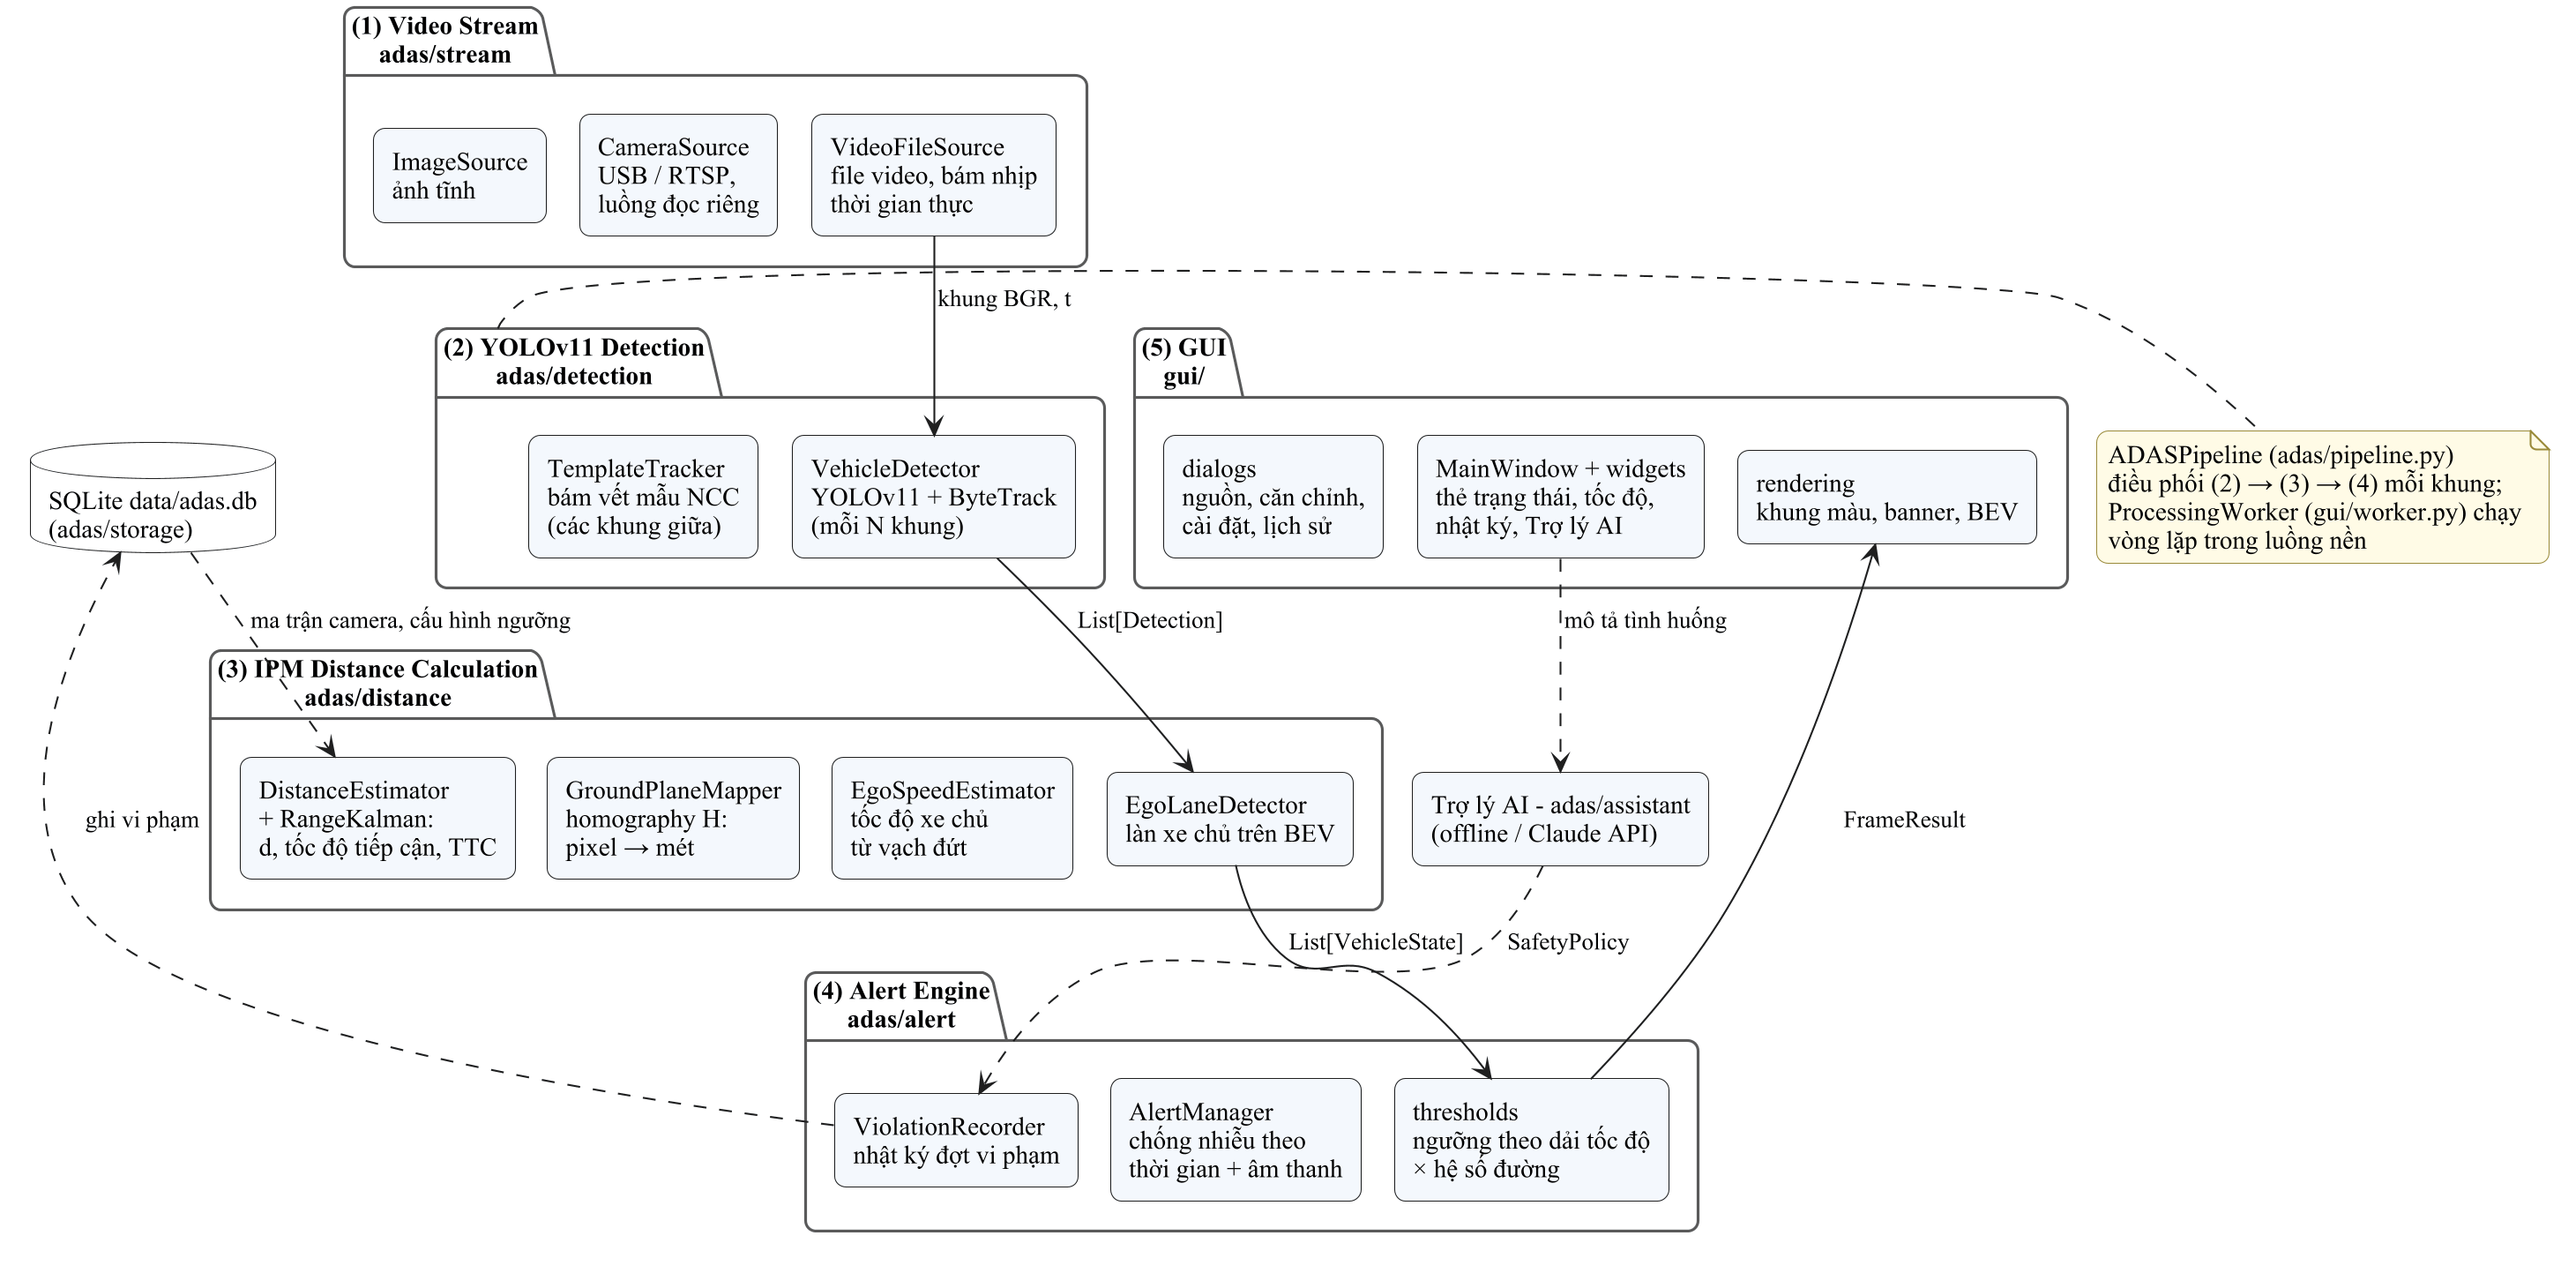 (1) Video Stream
adas/stream
ImageSource
ảnh tĩnh
CameraSource
USB / RTSP,
luồng đọc riêng
VideoFileSource
file video, bám nhịp
thời gian thực
khung BGR, t
(2) YOLOv11 Detection
adas/detection
TemplateTracker
bám vết mẫu NCC
(các khung giữa)
VehicleDetector
YOLOv11 + ByteTrack
(mỗi N khung)
(5) GUI
gui/
dialogs
nguồn, căn chỉnh,
cài đặt, lịch sử
MainWindow + widgets
thẻ trạng thái, tốc độ,
nhật ký, Trợ lý AI
rendering
khung màu, banner, BEV
ADASPipeline (adas/pipeline.py)
điều phối (2) → (3) → (4) mỗi khung;
ProcessingWorker (gui/worker.py) chạy
vòng lặp trong luồng nền
SQLite data/adas.db
(adas/storage)
ma trận camera, cấu hình ngưỡng
List[Detection]
mô tả tình huống
(3) IPM Distance Calculation
adas/distance
DistanceEstimator
+ RangeKalman:
d, tốc độ tiếp cận, TTC
GroundPlaneMapper
homography H:
pixel → mét
EgoSpeedEstimator
tốc độ xe chủ
từ vạch đứt
EgoLaneDetector
làn xe chủ trên BEV
Trợ lý AI - adas/assistant
(offline / Claude API)
ghi vi phạm
FrameResult
List[VehicleState]
SafetyPolicy
(4) Alert Engine
adas/alert
ViolationRecorder
nhật ký đợt vi phạm
AlertManager
chống nhiễu theo
thời gian + âm thanh
thresholds
ngưỡng theo dải tốc độ
× hệ số đường